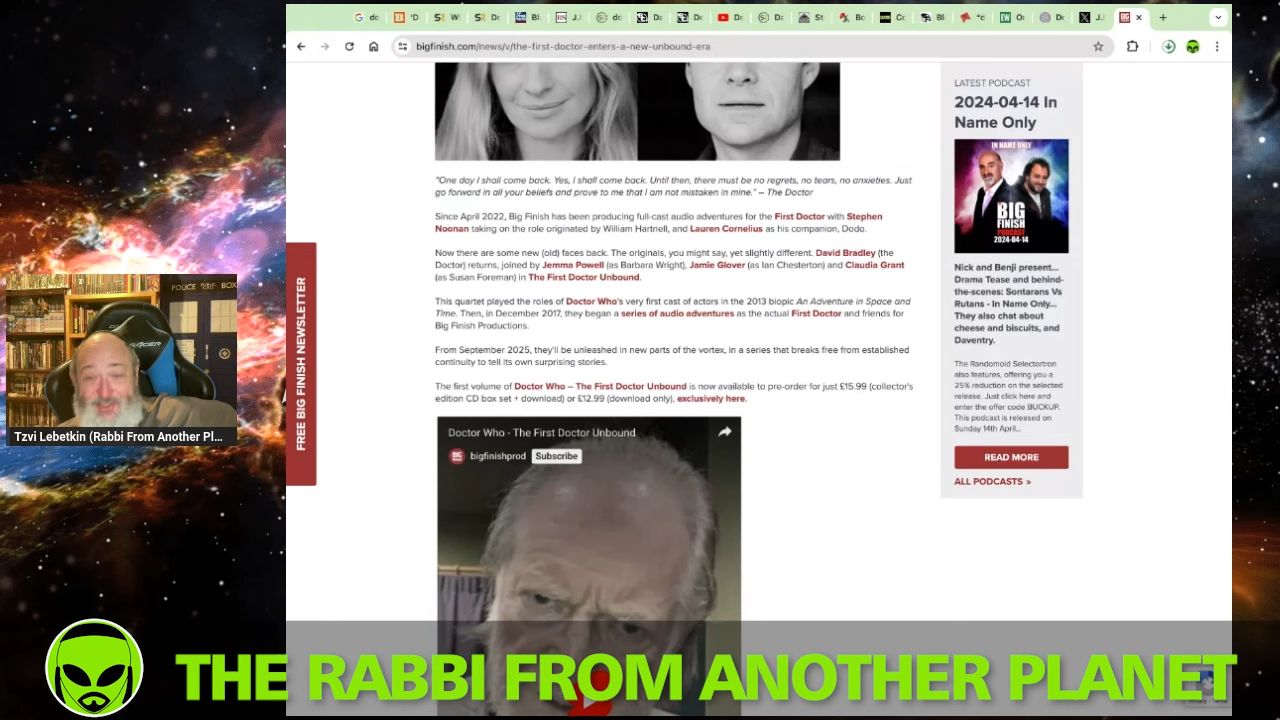 do
'D
W
Do
Bl
J.I
do
Da
Do
Do
Da
St
Bo
Co
Bl
"d
O
De
J.
bigfinish.com/news/v/the-first-doctor-enters-a-new-unbound-era
"One day I shall come back. Yes, I shall come back. Until then, there must be no regrets, no tears, no anxieties. Just
go forward in all your beliefs and prove to me that I am not mistaken in mine." – The Doctor
Since April 2022, Big Finish has been producing full-cast audio adventures for the First Doctor with Stephen
Noonan taking on the role originated by William Hartnell, and Lauren Cornelius as his companion, Dodo.
Now there are some new (old) faces back. The originals, you might say, yet slightly different. David Bradley (the
Doctor) returns, joined by Jemma Powell (as Barbara Wright), Jamie Glover (as Ian Chesterton) and Claudia Grant
(as Susan Foreman) in The First Doctor Unbound.
This quartet played the roles of Doctor Who's very first cast of actors in the 2013 biopic An Adventure in Space and
Time. Then, in December 2017, they began a series of audio adventures as the actual First Doctor and friends for
Big Finish Productions.
From September 2025, they'll be unleashed in new parts of the vortex, in a series that breaks free from established
continuity to tell its own surprising stories.
The first volume of Doctor Who – The First Doctor Unbound is now available to pre-order for just £15.99 (collector's
edition CD box set + download) or £12.99 (download only), exclusively here.
Doctor Who - The First Doctor Unbound
bigfinishprod Subscribe
LATEST PODCAST
2024-04-14 In
Name Only
IN NAME ONLY
BIG
FINISH
PODCAST
2024-04-14
Nick and Benji present...
Drama Tease and behind-
the-scenes: Sontarans Vs
Rutans - In Name Only...
They also chat about
cheese and biscuits, and
Daventry.
The Randomoid Selectortron
also features, offering you a
25% reduction on the selected
release. Just click here and
enter the offer code BUCKUP.
This podcast is released on
Sunday 14th April...
READ MORE
ALL PODCASTS »
FREE BIG FINISH NEWSLETTER
POLICE BOX
RACER
Tzvi Lebetkin (Rabbi From Another Pl...
THE RABBI FROM ANOTHER PLANET